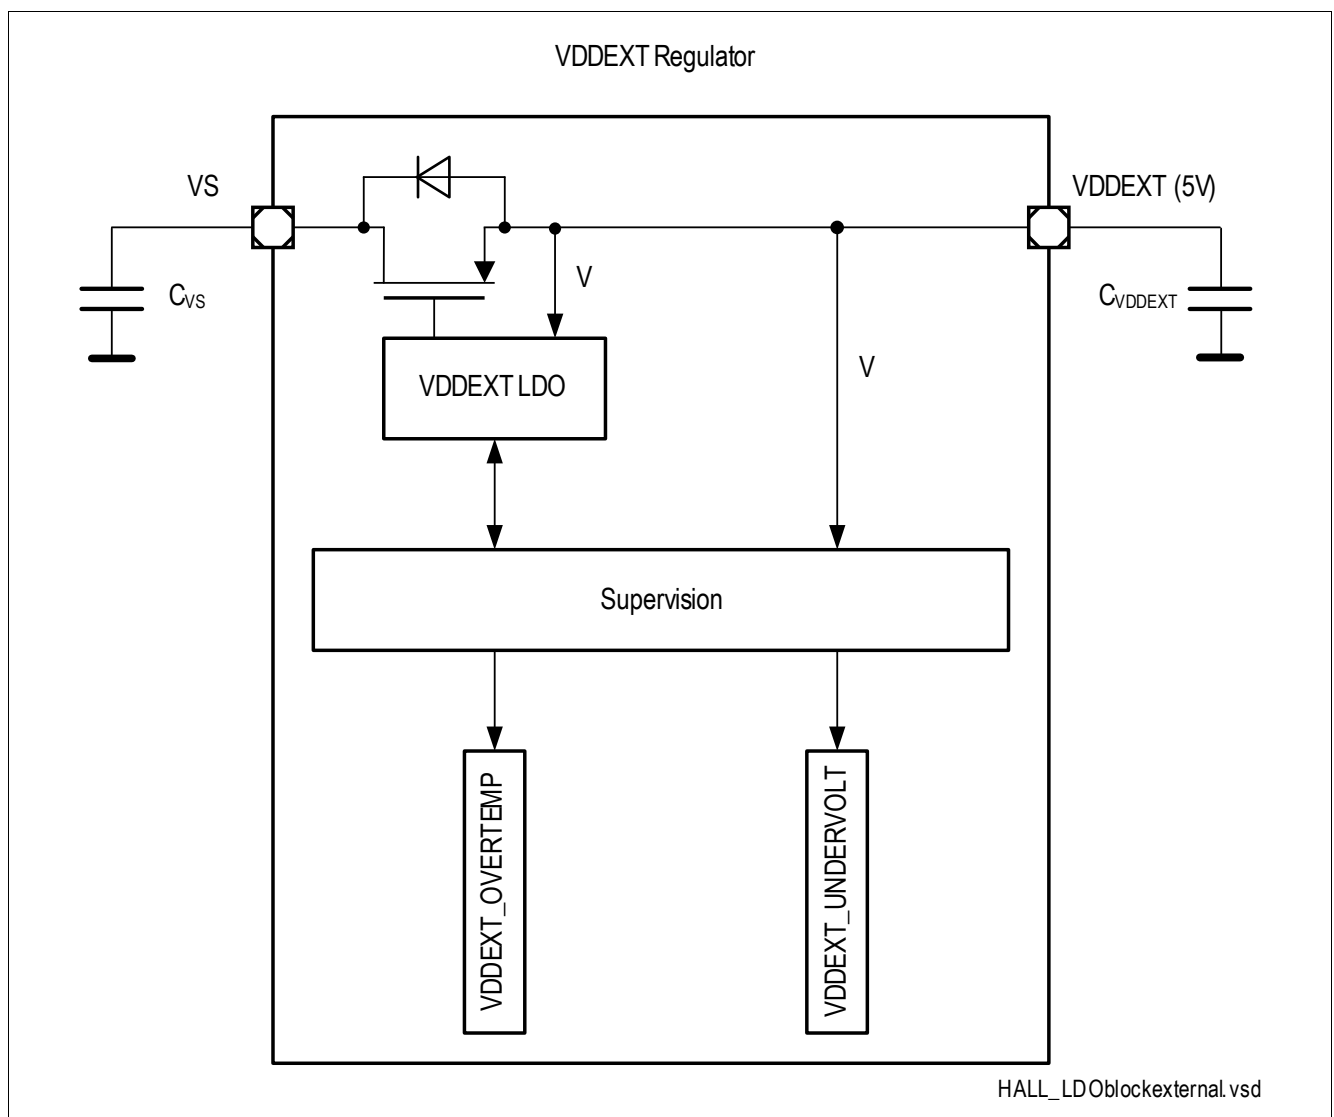 VDDEXT Regulator
VS
VDDEXT (5V)
V
CVS
CVDDEXT
V
VDDEXT LDO
Supervision
VDDEXT_OVERTEMP
VDDEXT_UNDERVOLT
HALL_LDOblockexternal.vsd